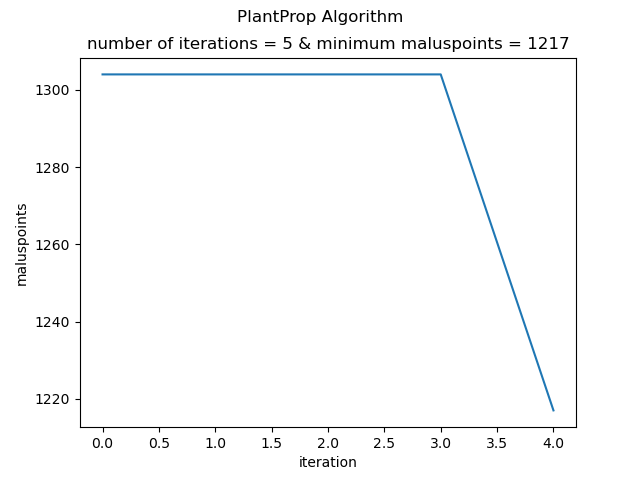 PlantProp Algorithm
number of iterations = 5 & minimum maluspoints = 1217
1300
1280
1260
1240
1220
maluspoints
0.0 0.5 1.0 1.5 2.0 2.5 3.0 3.5 4.0
iteration